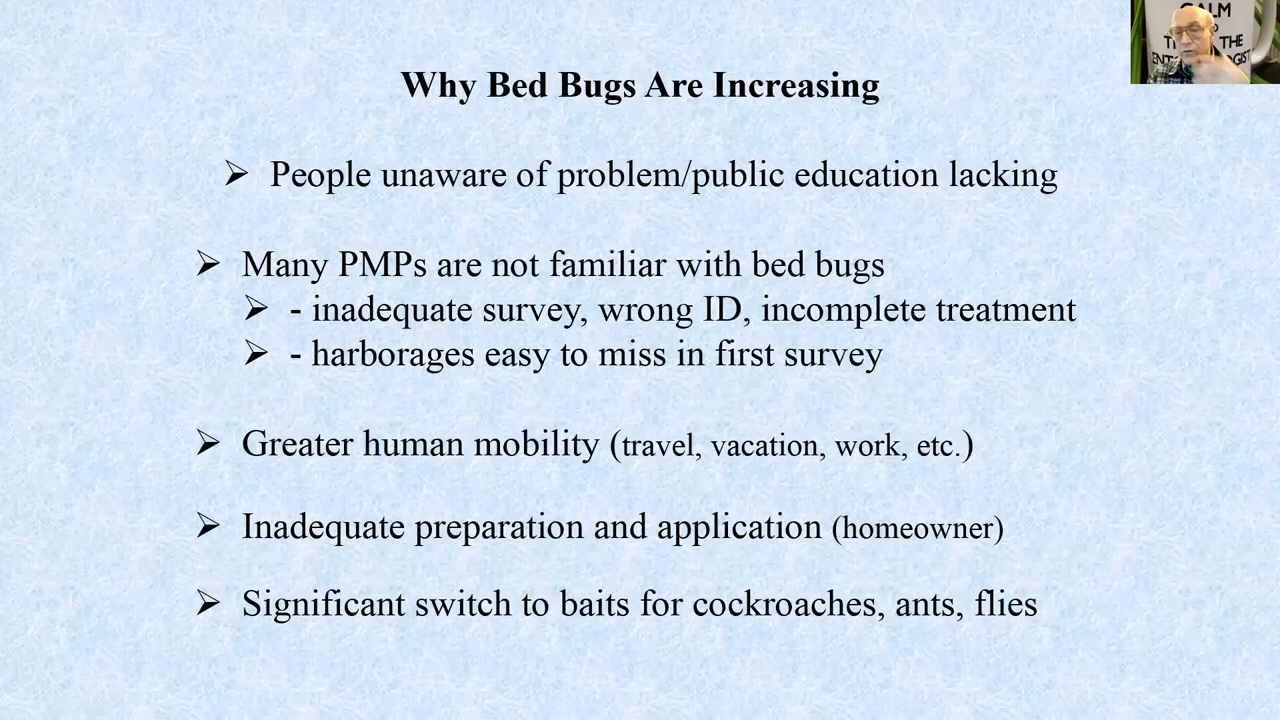 CALM
THE
Why Bed Bugs Are Increasing
➢ People unaware of problem/public education lacking
➢ Many PMPs are not familiar with bed bugs
➢ - inadequate survey, wrong ID, incomplete treatment
➢ - harborages easy to miss in first survey
➢ Greater human mobility (travel, vacation, work, etc.)
➢ Inadequate preparation and application (homeowner)
➢ Significant switch to baits for cockroaches, ants, flies